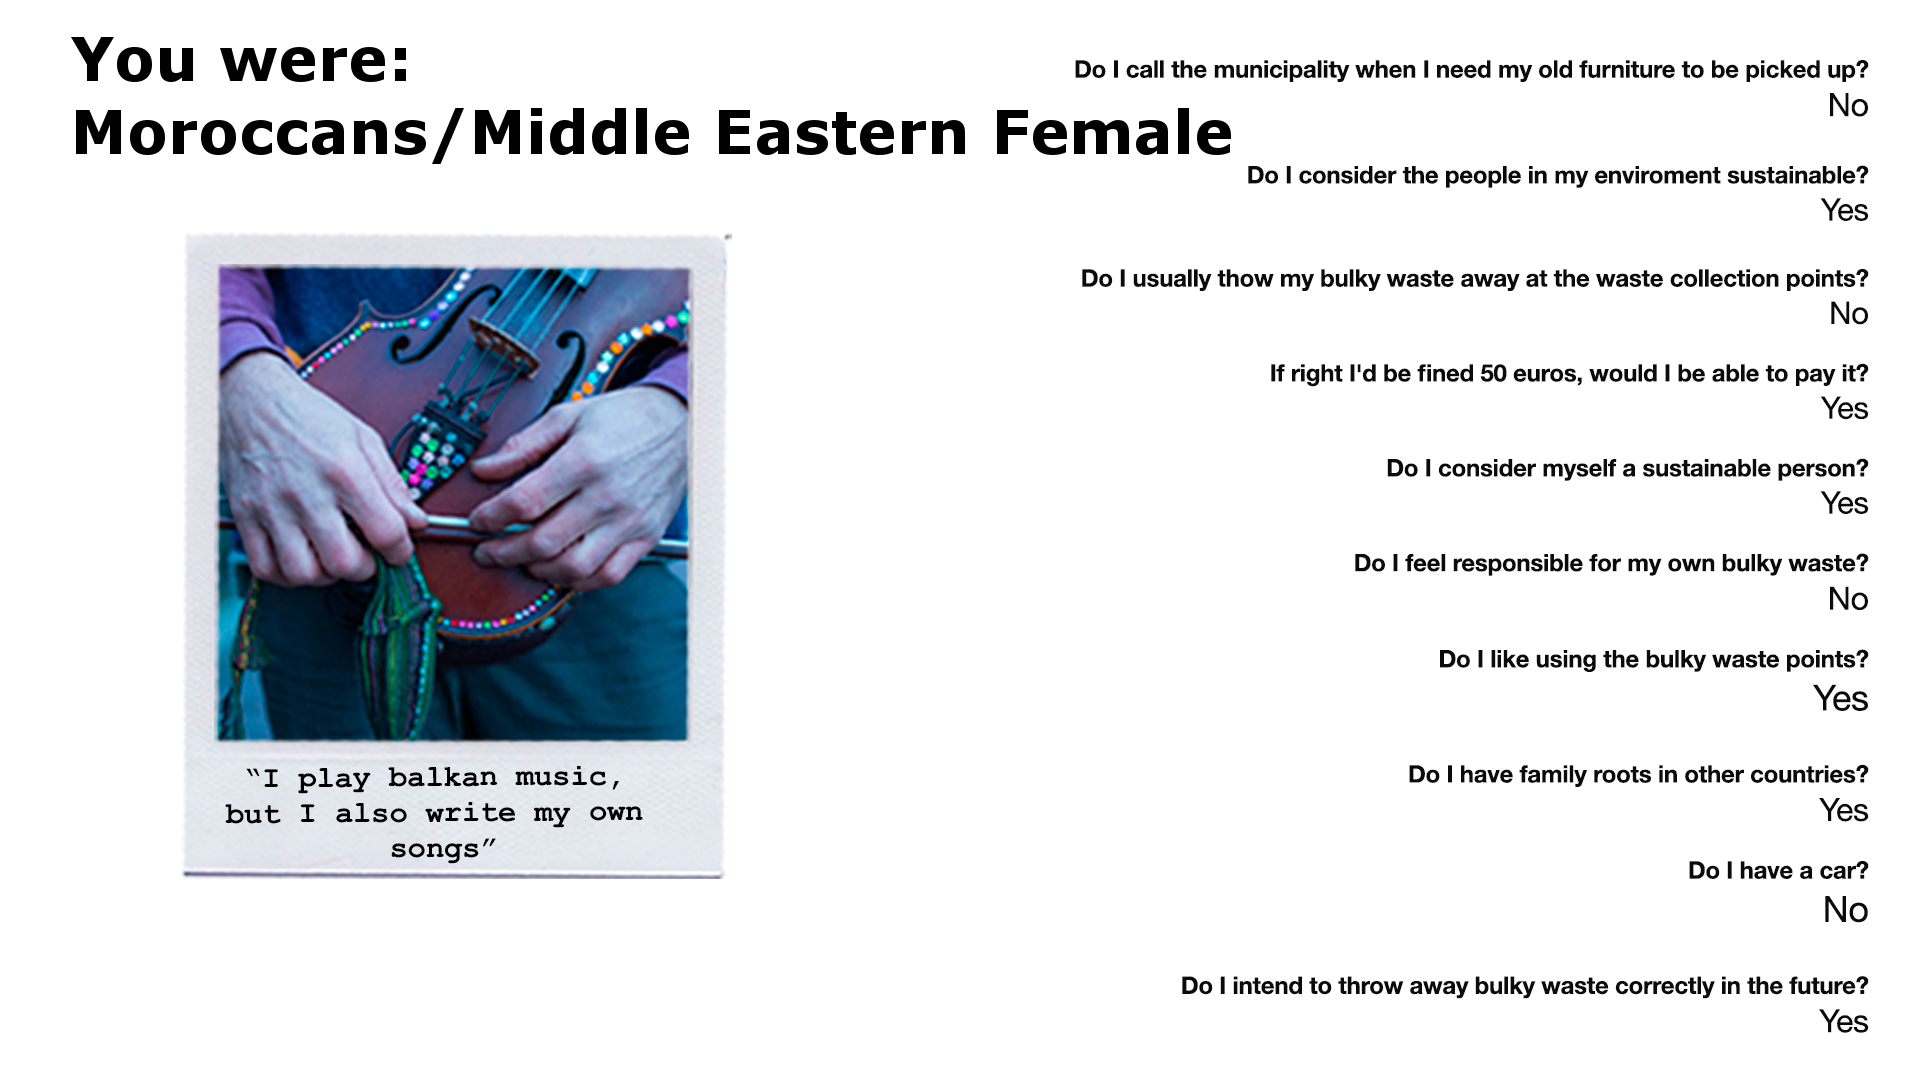 You were:
Moroccans/Middle Eastern Female
“I play balkan music,
but I also write my own
songs”
Do I call the municipality when I need my old furniture to be picked up?
No
Do I consider the people in my enviroment sustainable?
Yes
Do I usually thow my bulky waste away at the waste collection points?
No
If right I'd be fined 50 euros, would I be able to pay it?
Yes
Do I consider myself a sustainable person?
Yes
Do I feel responsible for my own bulky waste?
No
Do I like using the bulky waste points?
Yes
Do I have family roots in other countries?
Yes
Do I have a car?
No
Do I intend to throw away bulky waste correctly in the future?
Yes